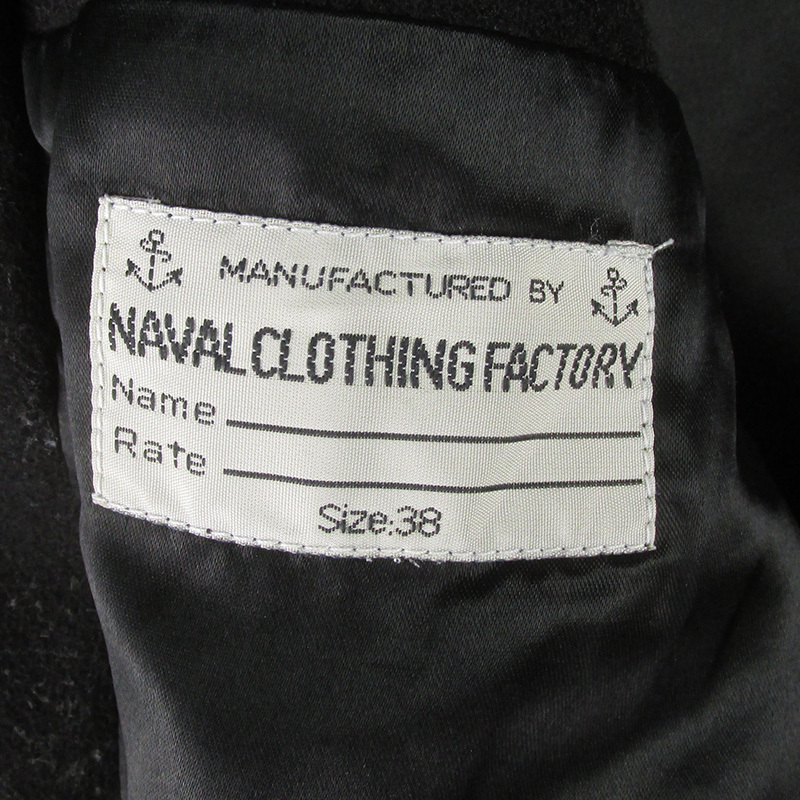 MANUFACTURED BY
NAVAL CLOTHING FACTORY
Name
Rate
Size:38